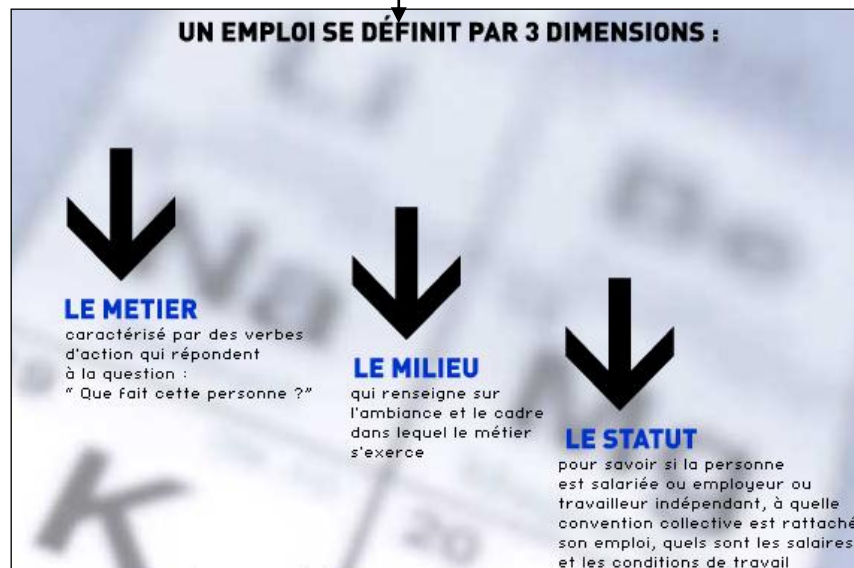 UN EMPLOI SE DÉFINIT PAR 3 DIMENSIONS :
LE METIER
caractérisé par des verbes
d'action qui répondent
à la question :
" Que fait cette personne ?"
LE MILIEU
qui renseigne sur
l'ambiance et le cadre
dans lequel le métier
s'exerce
LE STATUT
pour savoir si la personne
est salariée ou employeur ou
travailleur indépendant, à quelle
convention collective est rattaché
son emploi, quels sont les salaires
et les conditions de travail
Na
K
20